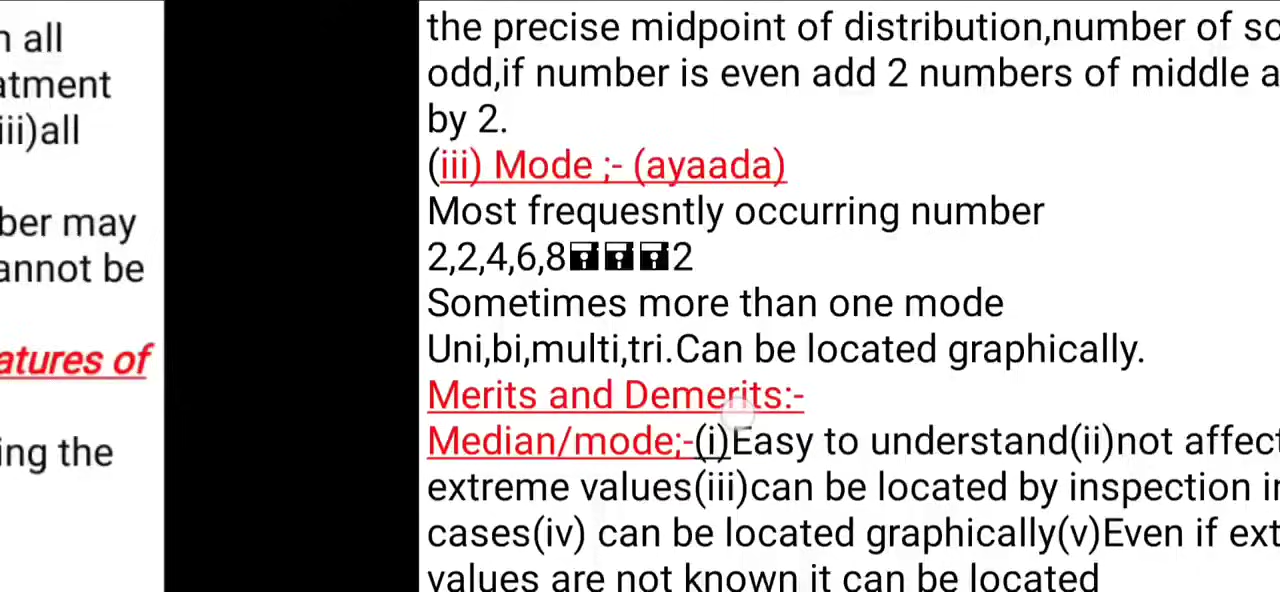 n all
atment
iii)all
ber may
annot be
atures of
ing the
the precise midpoint of distribution,number of sc
odd,if number is even add 2 numbers of middle a
by 2.
(iii) Mode ;- (ayaada)
Most frequesntly occurring number
2,2,4,6,8 2
Sometimes more than one mode
Uni,bi,multi,tri.Can be located graphically.
Merits and Demerits:-
Median/mode;-(i)Easy to understand(ii)not affect
extreme values(iii)can be located by inspection in
cases(iv) can be located graphically(v)Even if ext
values are not known it can be located